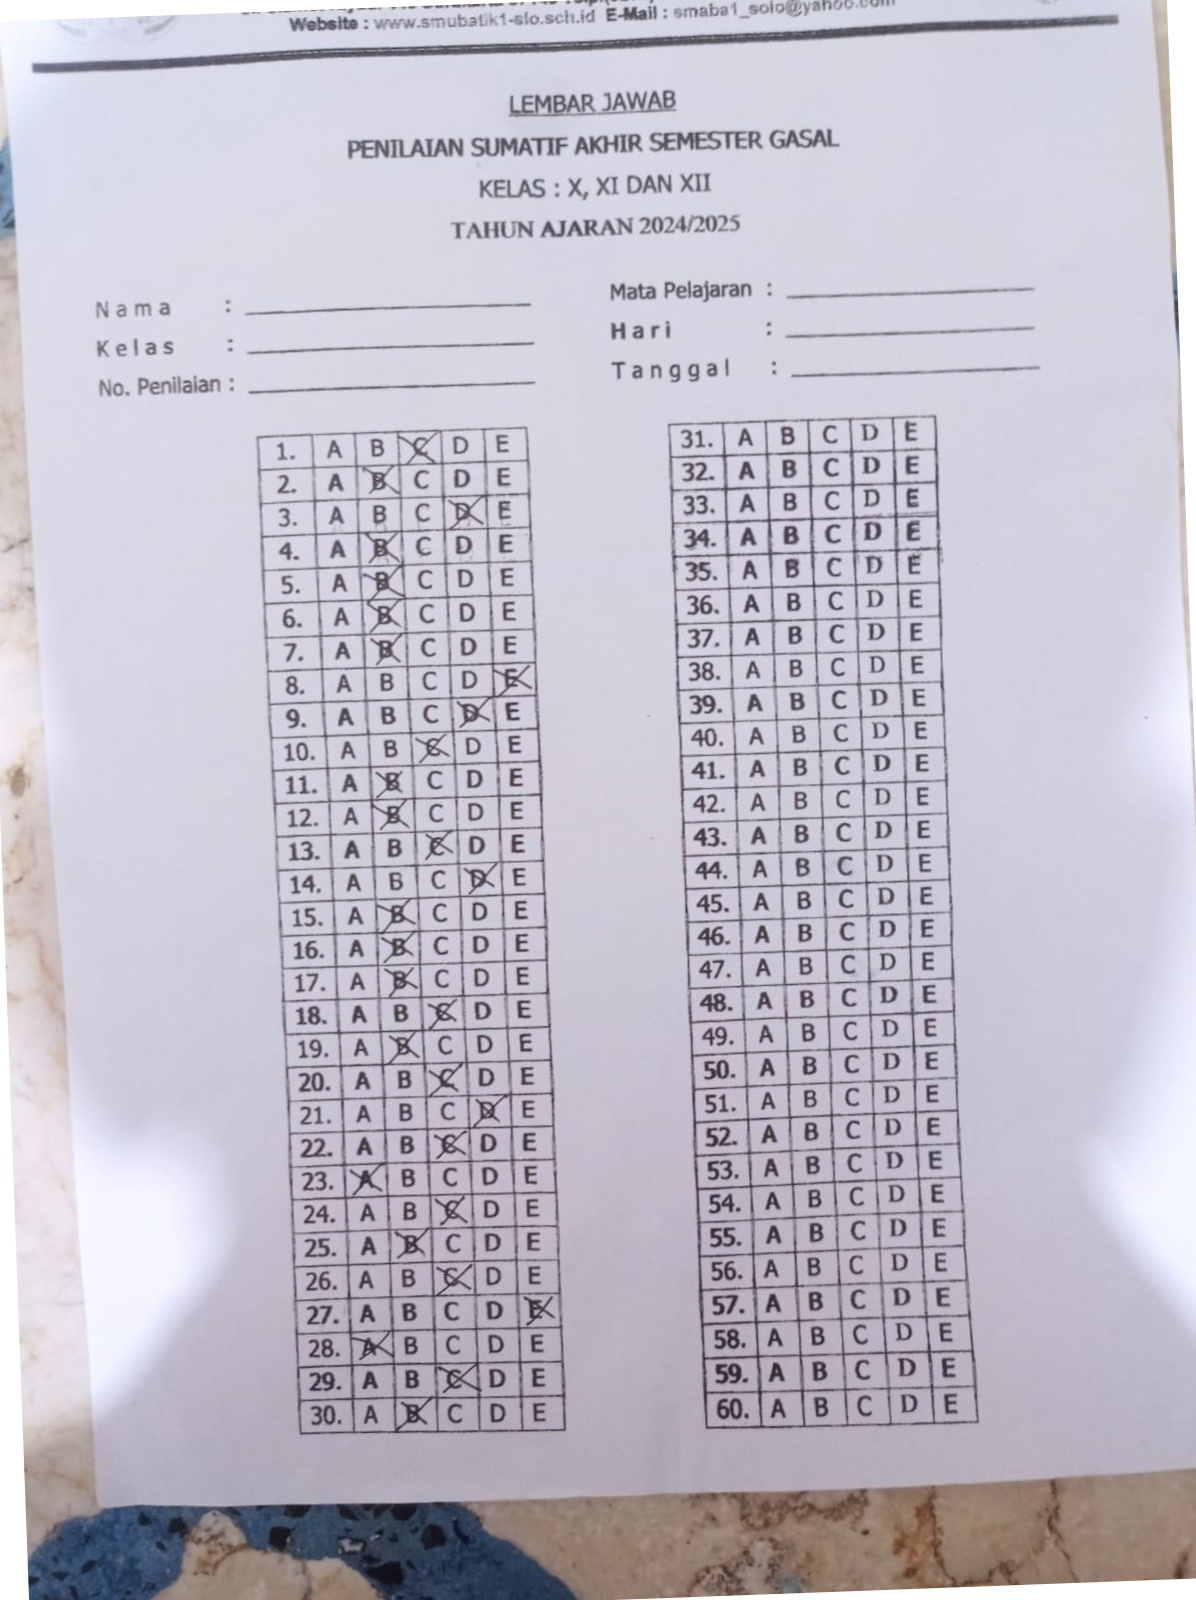 Website : www.smubatik1-slo.sch.id E-Mail : smaba1_solo@yahoo.com
LEMBAR JAWAB
PENILAIAN SUMATIF AKHIR SEMESTER GASAL
KELAS : X, XI DAN XII
TAHUN AJARAN 2024/2025
Nama :
Kelas :
No. Penilaian :
Mata Pelajaran :
Hari :
Tanggal :
1. A B C D E
2. A B C D E
3. A B C D E
4. A B C D E
5. A B C D E
6. A B C D E
7. A B C D E
8. A B C D E
9. A B C D E
10. A B C D E
11. A B C D E
12. A B C D E
13. A B C D E
14. A B C D E
15. A B C D E
16. A B C D E
17. A B C D E
18. A B C D E
19. A B C D E
20. A B C D E
21. A B C D E
22. A B C D E
23. A B C D E
24. A B C D E
25. A B C D E
26. A B C D E
27. A B C D E
28. A B C D E
29. A B C D E
30. A B C D E
31. A B C D E
32. A B C D E
33. A B C D E
34. A B C D E
35. A B C D E
36. A B C D E
37. A B C D E
38. A B C D E
39. A B C D E
40. A B C D E
41. A B C D E
42. A B C D E
43. A B C D E
44. A B C D E
45. A B C D E
46. A B C D E
47. A B C D E
48. A B C D E
49. A B C D E
50. A B C D E
51. A B C D E
52. A B C D E
53. A B C D E
54. A B C D E
55. A B C D E
56. A B C D E
57. A B C D E
58. A B C D E
59. A B C D E
60. A B C D E